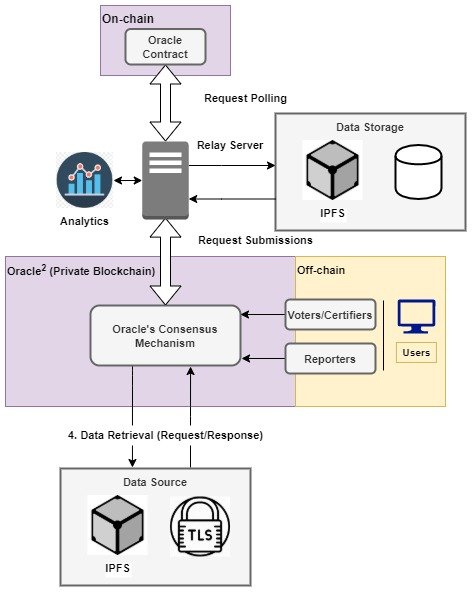 On-chain
Oracle
Contract
Request Polling
Relay Server
Data Storage
IPFS
Analytics
Request Submissions
Oracle² (Private Blockchain)
Off-chain
Oracle's Consensus
Mechanism
Voters/Certifiers
Reporters
Users
4. Data Retrieval (Request/Response)
Data Source
IPFS
TLS